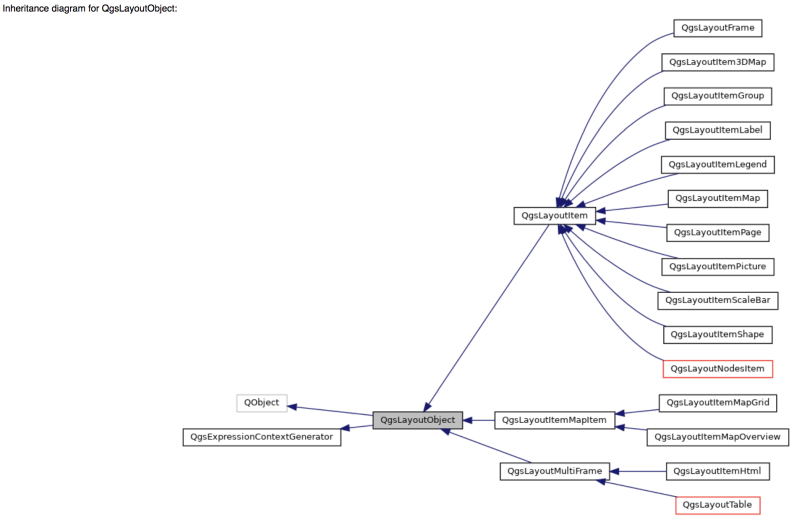 Inheritance diagram for QgsLayoutObject:
QgsLayoutFrame
QgsLayoutItem3DMap
QgsLayoutItemGroup
QgsLayoutItemLabel
QgsLayoutItemLegend
QgsLayoutItemMap
QgsLayoutItem
QgsLayoutItemPage
QgsLayoutItemPicture
QgsLayoutItemScaleBar
QgsLayoutItemShape
QgsLayoutNodesItem
QObject
QgsLayoutItemMapGrid
QgsLayoutObject
QgsLayoutItemMapItem
QgsExpressionContextGenerator
QgsLayoutItemMapOverview
QgsLayoutMultiFrame
QgsLayoutItemHtml
QgsLayoutTable